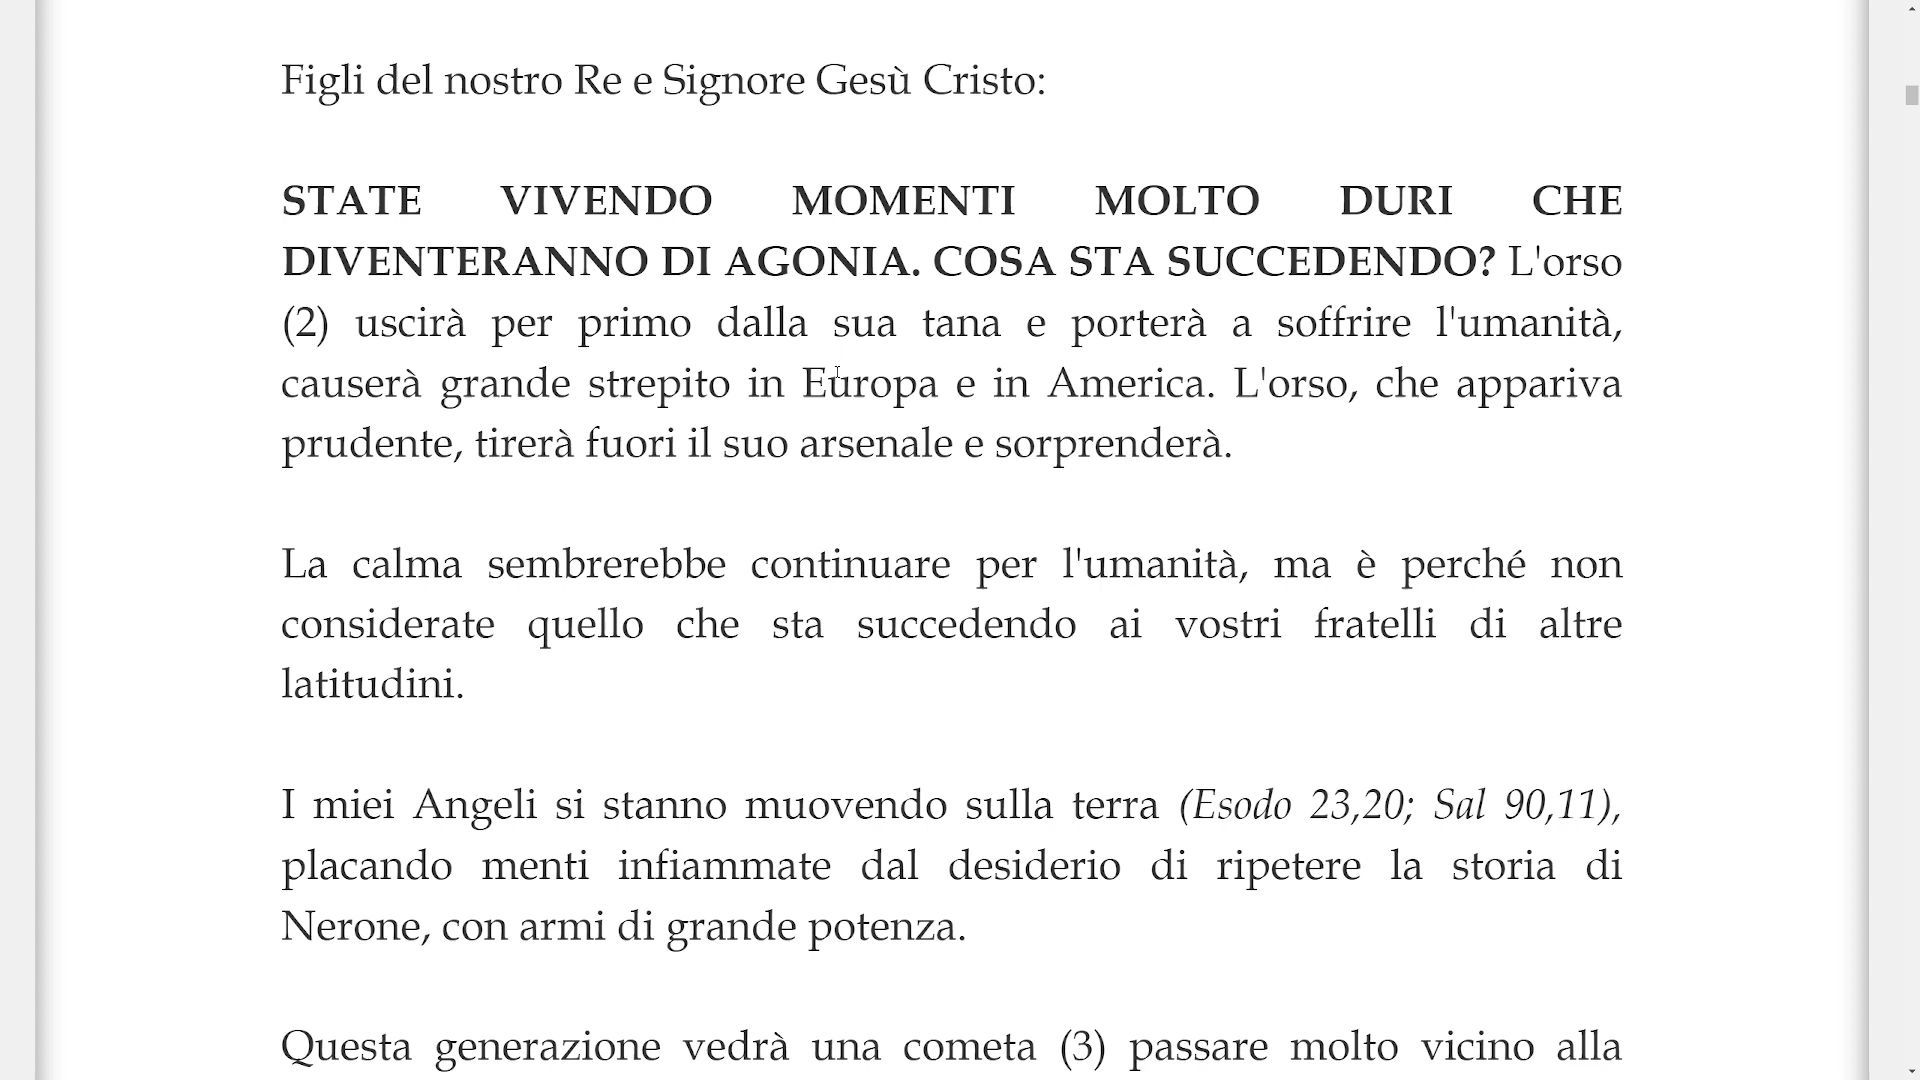 Figli del nostro Re e Signore Gesù Cristo:
STATE VIVENDO MOMENTI MOLTO DURI CHE
DIVENTERANNO DI AGONIA. COSA STA SUCCEDENDO? L'orso
(2) uscirà per primo dalla sua tana e porterà a soffrire l'umanità,
causerà grande strepito in Europa e in America. L'orso, che appariva
prudente, tirerà fuori il suo arsenale e sorprenderà.
La calma sembrerebbe continuare per l'umanità, ma è perché non
considerate quello che sta succedendo ai vostri fratelli di altre
latitudini.
I miei Angeli si stanno muovendo sulla terra (Esodo 23,20; Sal 90,11),
placando menti infiammate dal desiderio di ripetere la storia di
Nerone, con armi di grande potenza.
Questa generazione vedrà una cometa (3) passare molto vicino alla